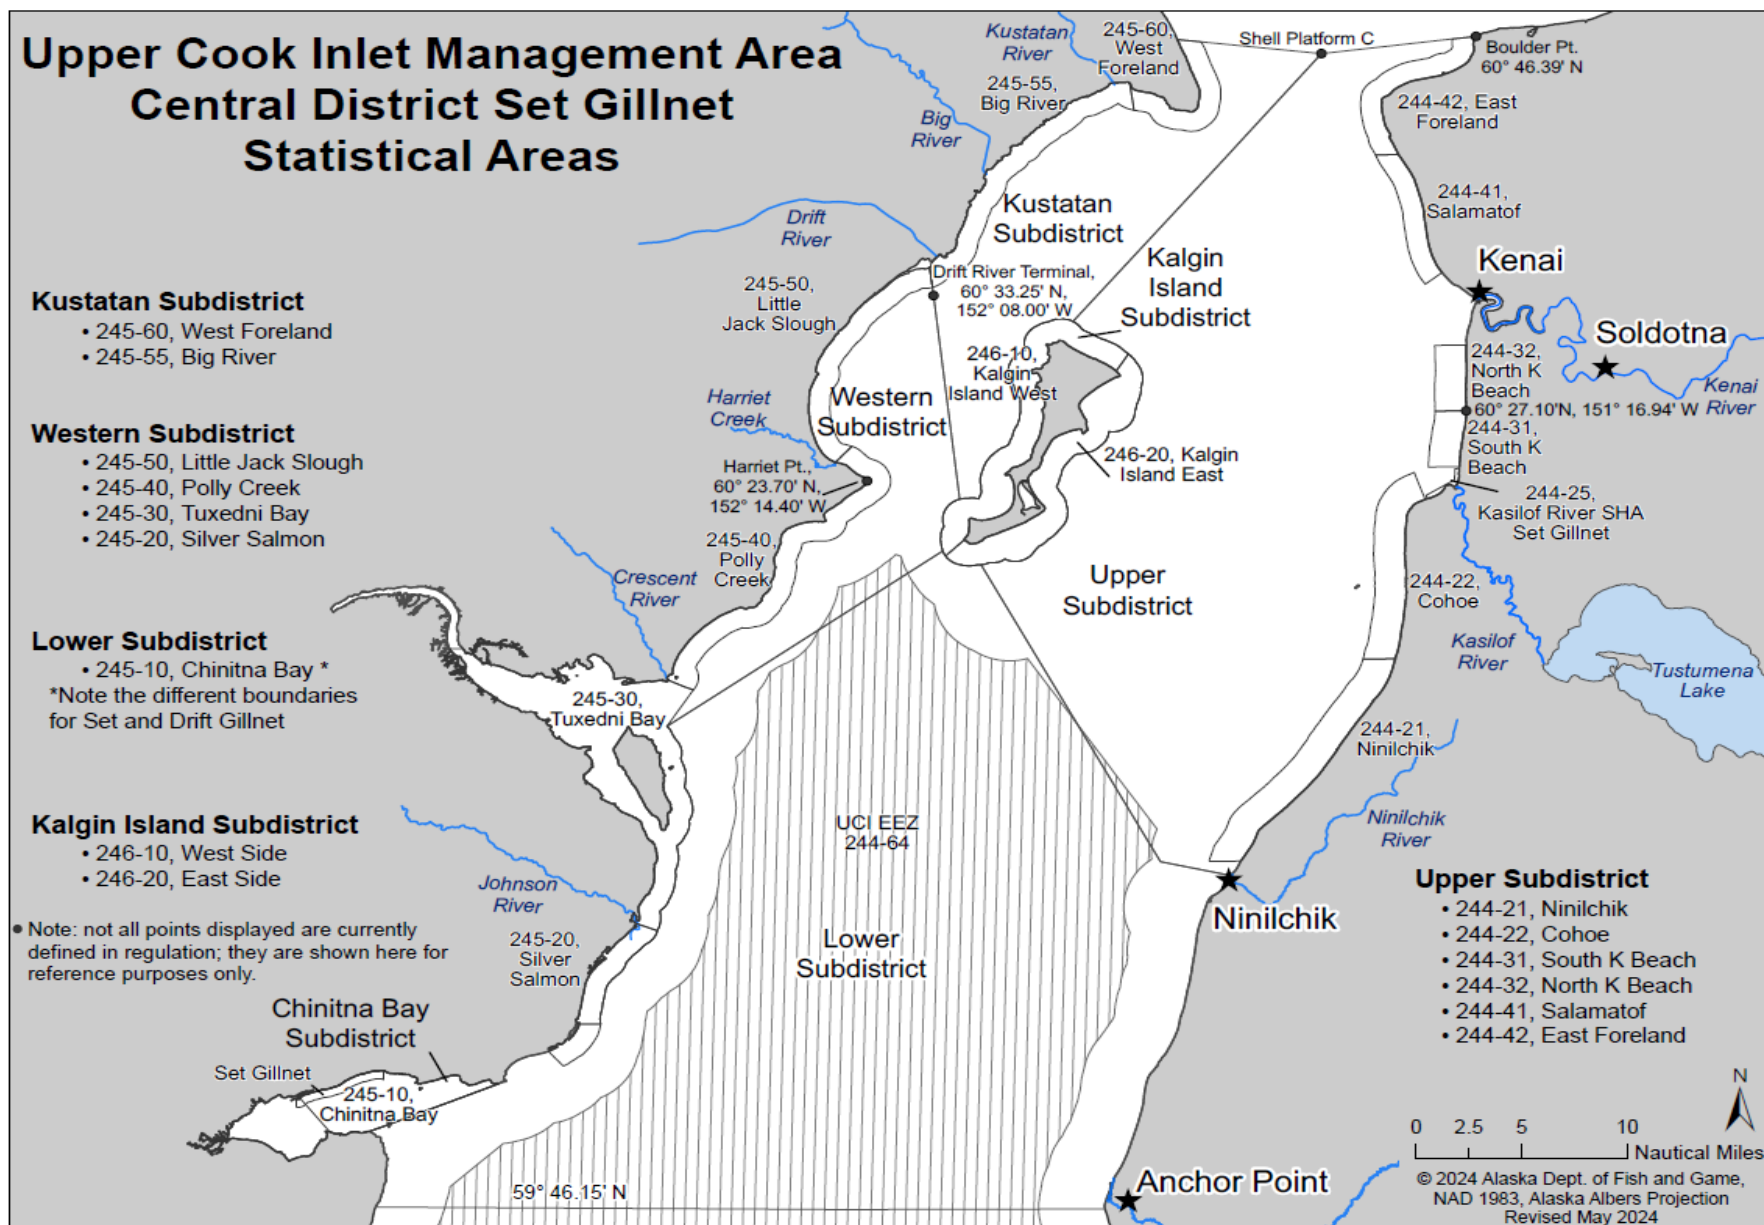 Upper Cook Inlet Management Area
Central District Set Gillnet
Statistical Areas
Kustatan Subdistrict
• 245-60, West Foreland
• 245-55, Big River
Western Subdistrict
• 245-50, Little Jack Slough
• 245-40, Polly Creek
• 245-30, Tuxedni Bay
• 245-20, Silver Salmon
Lower Subdistrict
• 245-10, Chinitna Bay *
*Note the different boundaries
for Set and Drift Gillnet
Kalgin Island Subdistrict
• 246-10, West Side
• 246-20, East Side
• Note: not all points displayed are currently
defined in regulation; they are shown here for
reference purposes only.
Kustatan
River
245-60,
West
Foreland
Shell Platform C
Boulder Pt.
60° 46.39' N
245-55,
Big River
Big
River
244-42, East
Foreland
Drift
River
Kustatan
Subdistrict
244-41,
Salamatof
Kalgin
Island
Subdistrict
Kenai
Drift River Terminal,
60° 33.25' N,
152° 08.00' W
245-50,
Little
Jack Slough
Soldotna
246-10,
Kalgin
Island West
244-32,
North K
Beach
Kenai
River
Harriet
Creek
Western
Subdistrict
60° 27.10'N, 151° 16.94' W
244-31,
South K
Beach
246-20, Kalgin
Island East
Harriet Pt.,
60° 23.70' N,
152° 14.40' W
244-25,
Kasilof River SHA
Set Gillnet
245-40,
Polly
Creek
Crescent
River
Upper
Subdistrict
244-22,
Cohoe
Kasilof
River
Tustumena
Lake
245-30,
Tuxedni Bay
244-21,
Ninilchik
UCI EEZ
244-64
Ninilchik
River
Johnson
River
Ninilchik
245-20,
Silver
Salmon
Lower
Subdistrict
Chinitna Bay
Subdistrict
Set Gillnet
245-10,
Chinitna Bay
59° 46.15' N
Anchor Point
Upper Subdistrict
• 244-21, Ninilchik
• 244-22, Cohoe
• 244-31, South K Beach
• 244-32, North K Beach
• 244-41, Salamatof
• 244-42, East Foreland
N
0 2.5 5 10
Nautical Miles
© 2024 Alaska Dept. of Fish and Game,
NAD 1983, Alaska Albers Projection
Revised May 2024